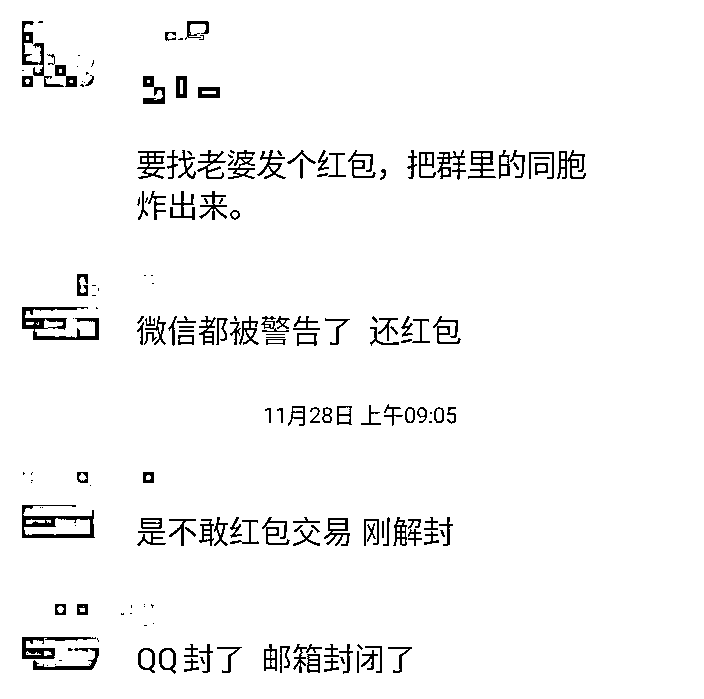 要找老婆发个红包，把群里的同胞
炸出来。
微信都被警告了 还红包
11月28日 上午09:05
是不敢红包交易 刚解封
QQ封了 邮箱封闭了